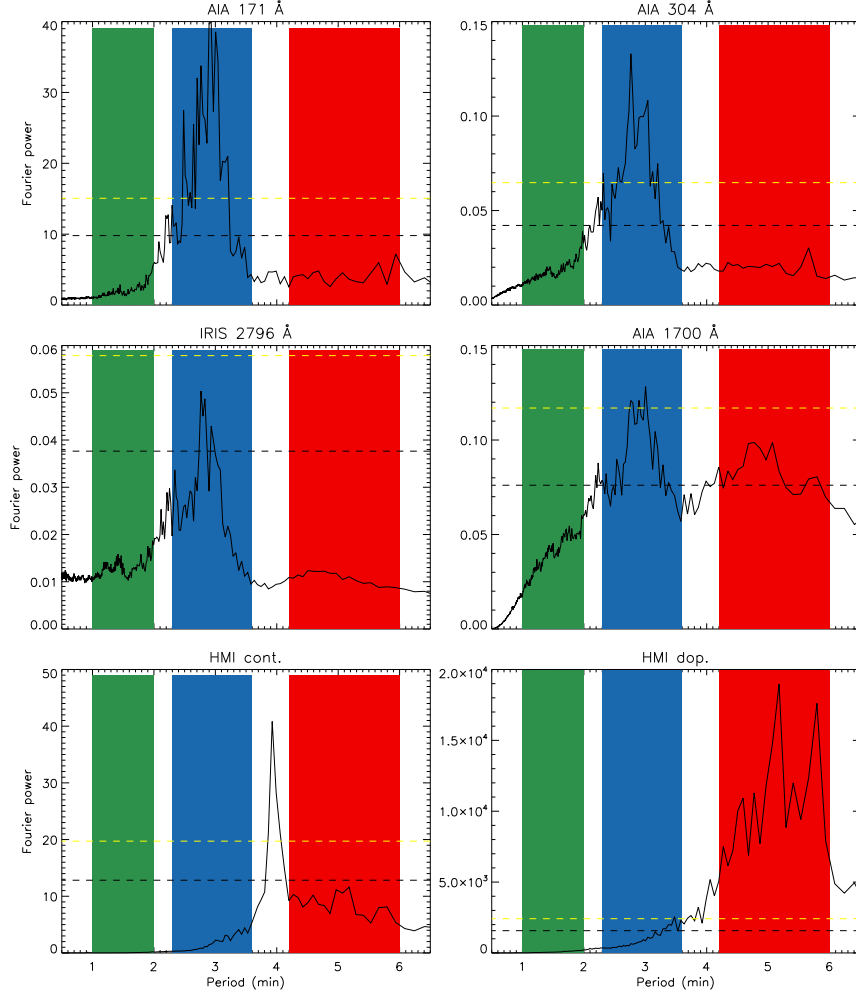 AIA 171 Å
AIA 304 Å
40
30
20
10
0
Fourier power
0.15
0.10
0.05
0.00
IRIS 2796 Å
AIA 1700 Å
0.06
0.05
0.04
0.03
0.02
0.01
0.00
Fourier power
0.15
0.10
0.05
0.00
HMI cont.
HMI dop.
50
40
30
20
10
0
Fourier power
2.0×10⁴
1.5×10⁴
1.0×10⁴
5.0×10³
0
1 2 3 4 5 6
Period (min)
1 2 3 4 5 6
Period (min)